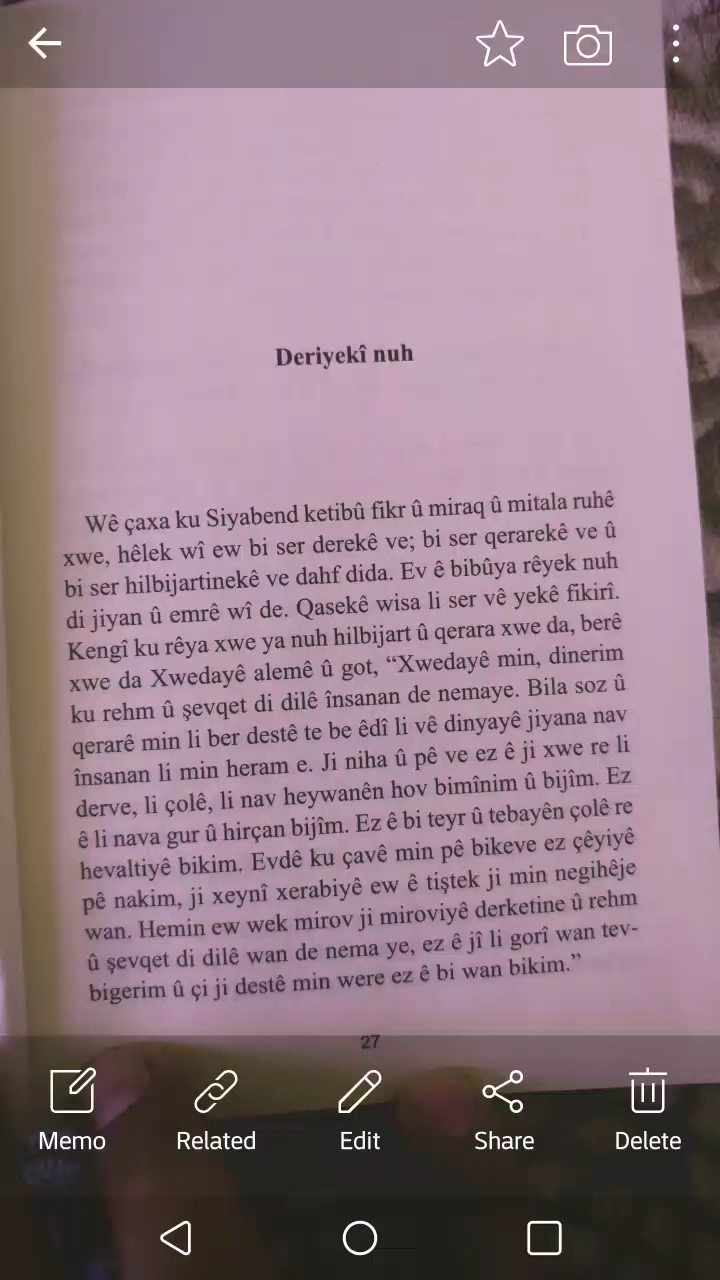 Deriyekî nuh
Wê çaxa ku Siyabend ketibû fikr û miraq û mitala ruhê
xwe, hêlek wî ew bi ser derekê ve; bi ser qerarekê ve û
bi ser hilbijartinekê ve dahf dida. Ev ê bibûya rêyek nuh
di jiyan û emrê wî de. Qasekê wisa li ser vê yekê fikirî.
Kengî ku rêya xwe ya nuh hilbijart û qerara xwe da, berê
xwe da Xwedayê alemê û got, “Xwedayê min, dinerim
ku rehm û şevqet di dilê însanan de nemaye. Bila soz û
qerarê min li ber destê te be êdî li vê dinyayê jiyana nav
însanan li min heram e. Ji niha û pê ve ez ê ji xwe re li
derve, li çolê, li nav heywanên hov bimînim û bijîm. Ez
ê li nava gur û hirçan bijîm. Ez ê bi teyr û tebayên çolê re
hevaltiyê bikim. Evdê ku çavê min pê bikeve ez çêyiyê
pê nakim, ji xeynî xerabiyê ew ê tiştek ji min negihêje
wan. Hemin ew wek mirov ji miroviyê derketine û rehm
û şevqet di dilê wan de nema ye, ez ê jî li gorî wan tev-
bigerim û çi ji destê min were ez ê bi wan bikim.”
27
Memo Related Edit Share Delete